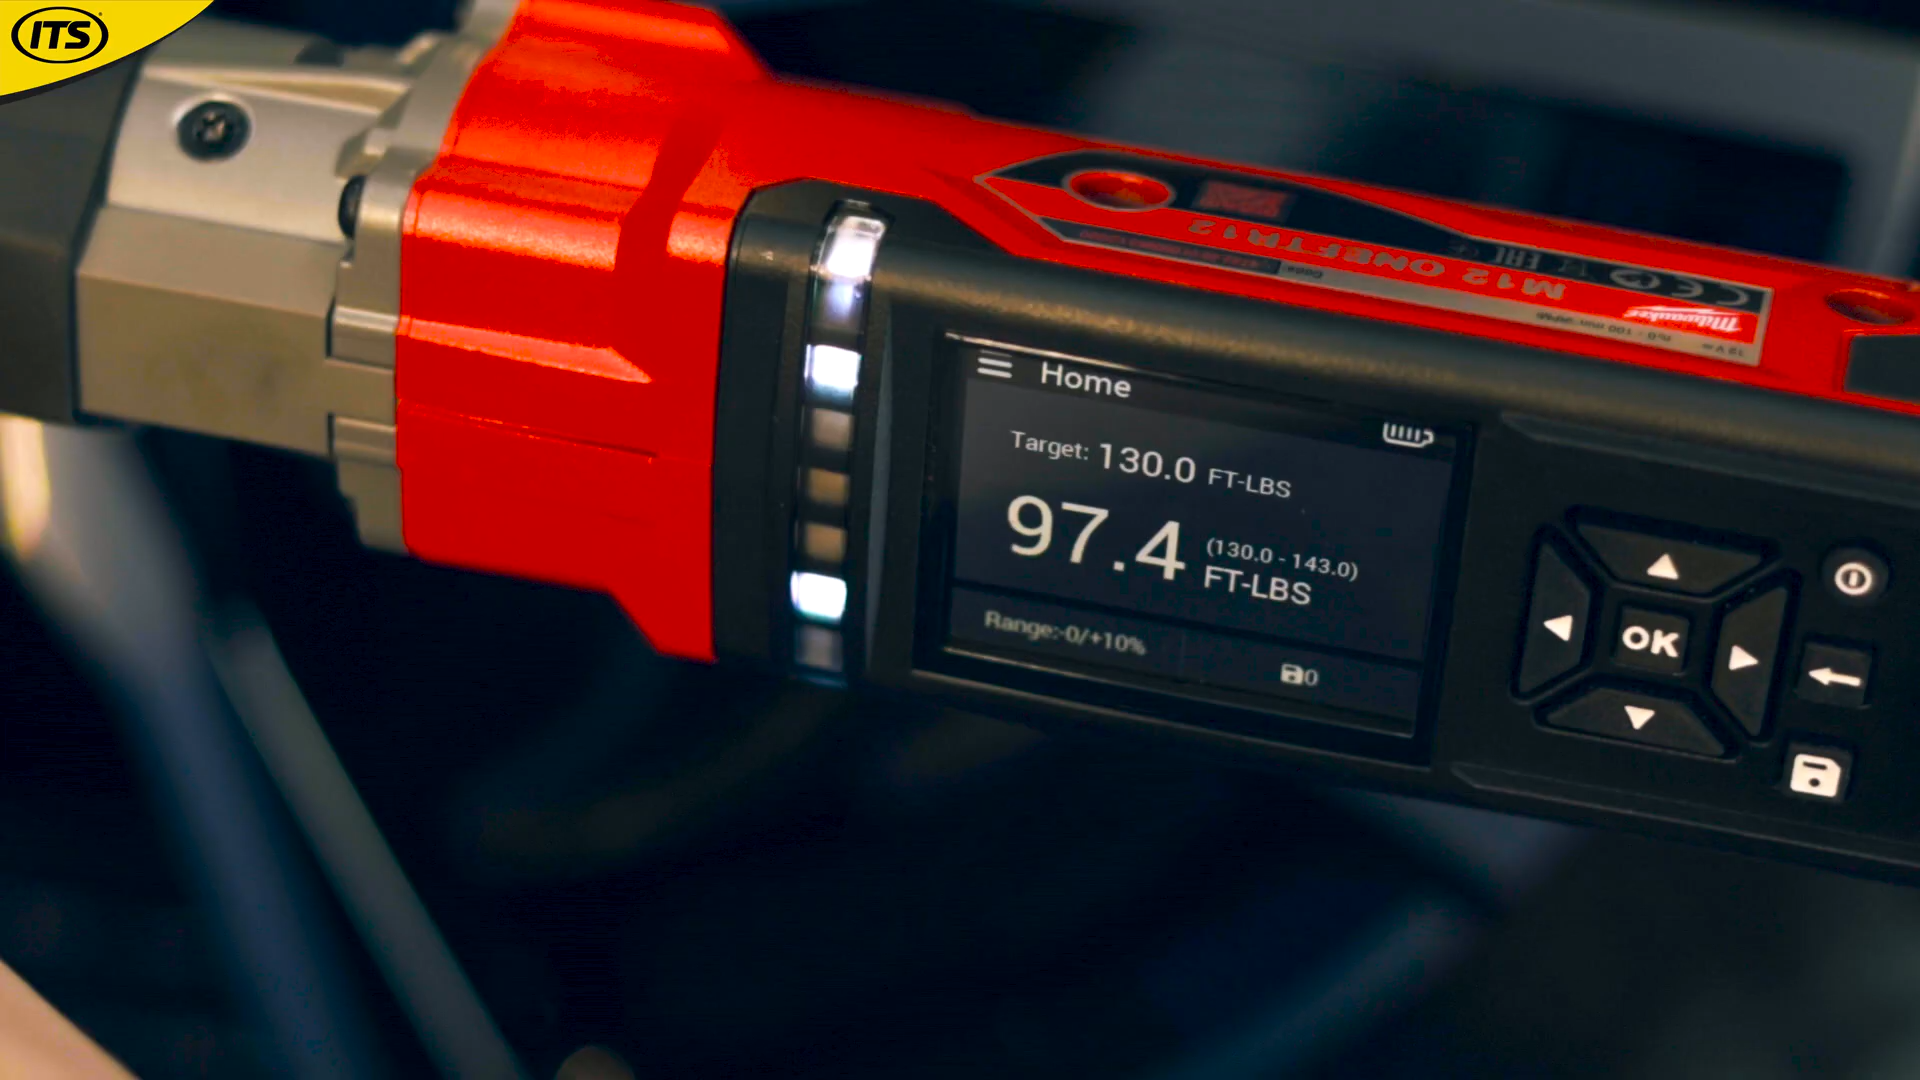 ITS
M12 ONEFTR12
Milwaukee
Home
Target: 130.0 FT-LBS
97.4 (130.0 - 143.0)
FT-LBS
Range:-0/+10%
0
OK